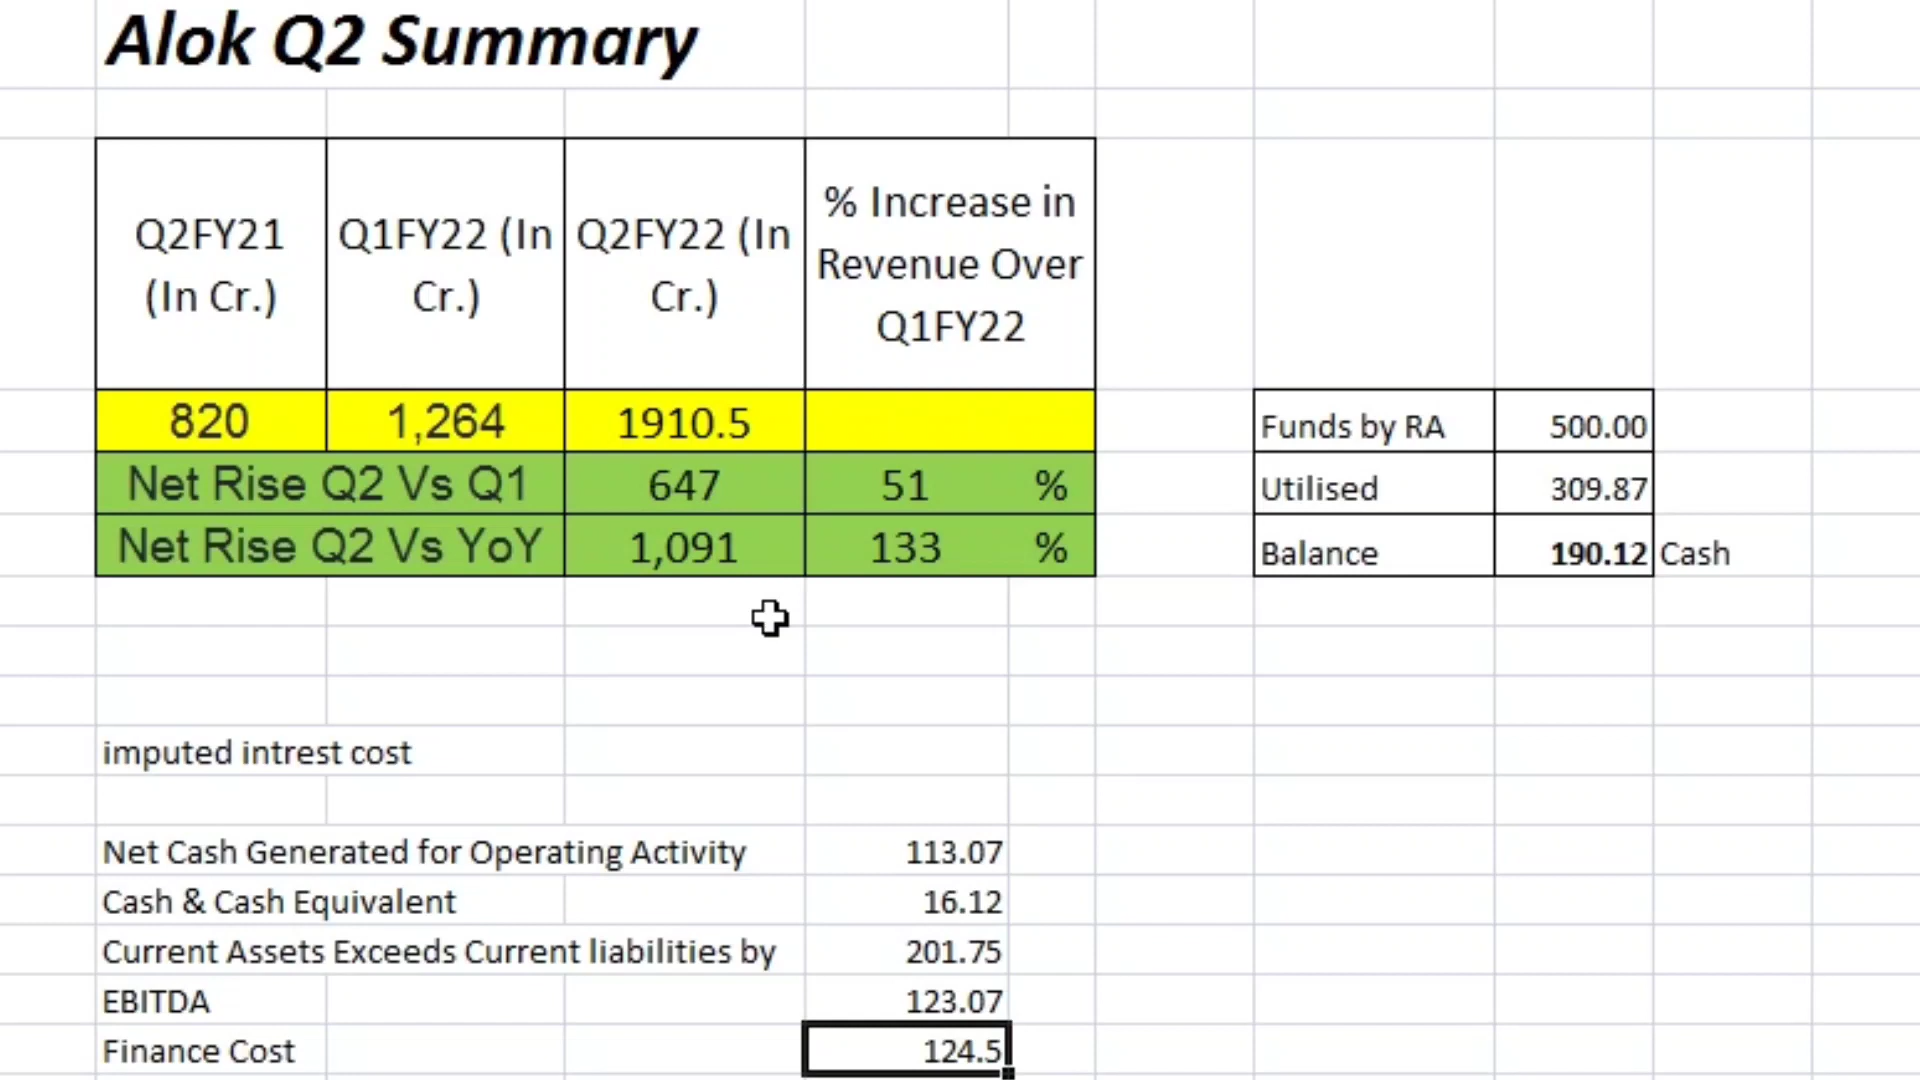 Alok Q2 Summary
Q2FY21 (In Cr.)
Q1FY22 (In Cr.)
Q2FY22 (In Cr.)
% Increase in Revenue Over Q1FY22
820 1,264 1910.5
Net Rise Q2 Vs Q1 647 51 %
Net Rise Q2 Vs YoY 1,091 133 %
Funds by RA 500.00
Utilised 309.87
Balance 190.12 Cash
imputed intrest cost
Net Cash Generated for Operating Activity 113.07
Cash & Cash Equivalent 16.12
Current Assets Exceeds Current liabilities by 201.75
EBITDA 123.07
Finance Cost 124.5